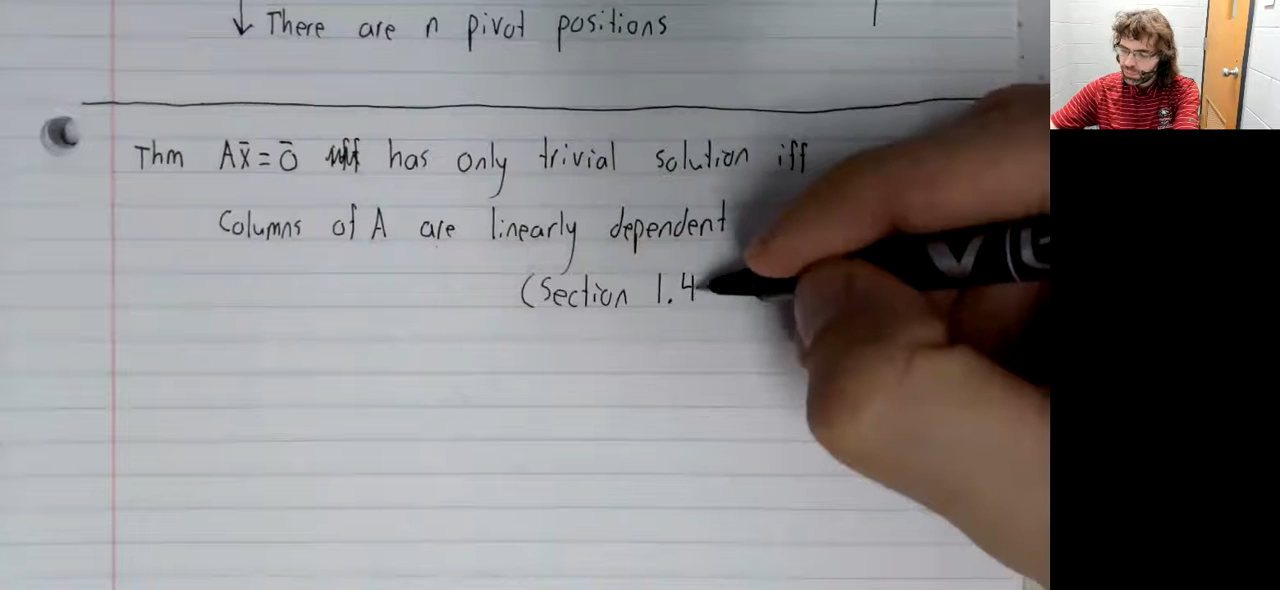 ↓ There are n pivot positions
Thm Ax̄ = ō has only trivial solution iff
Columns of A are linearly dependent
(Section 1.4